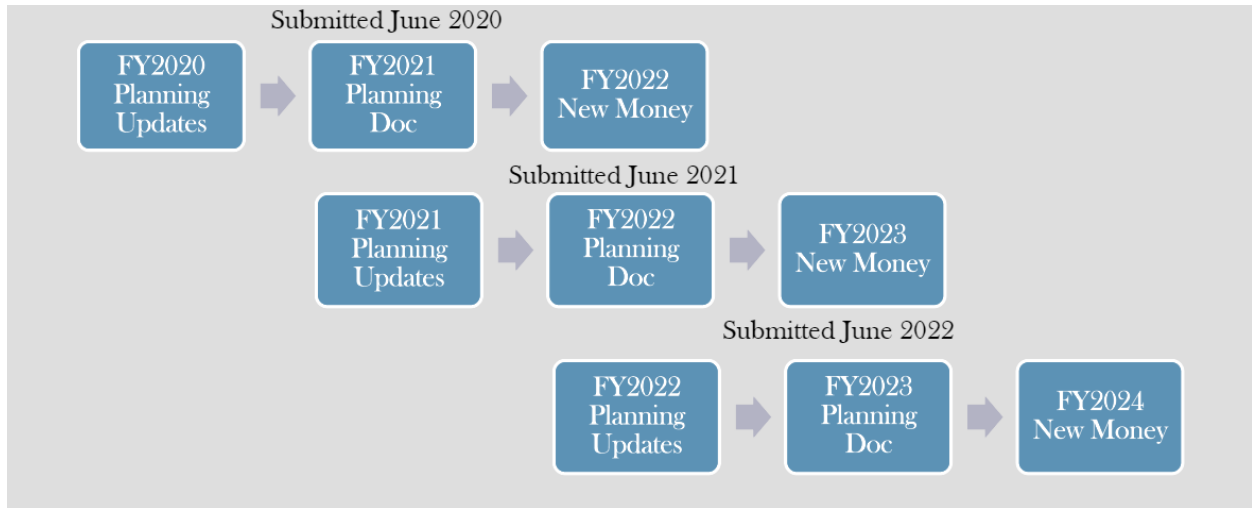 Submitted June 2020
FY2020
Planning
Updates
FY2021
Planning
Doc
FY2022
New Money
Submitted June 2021
FY2021
Planning
Updates
FY2022
Planning
Doc
FY2023
New Money
Submitted June 2022
FY2022
Planning
Updates
FY2023
Planning
Doc
FY2024
New Money